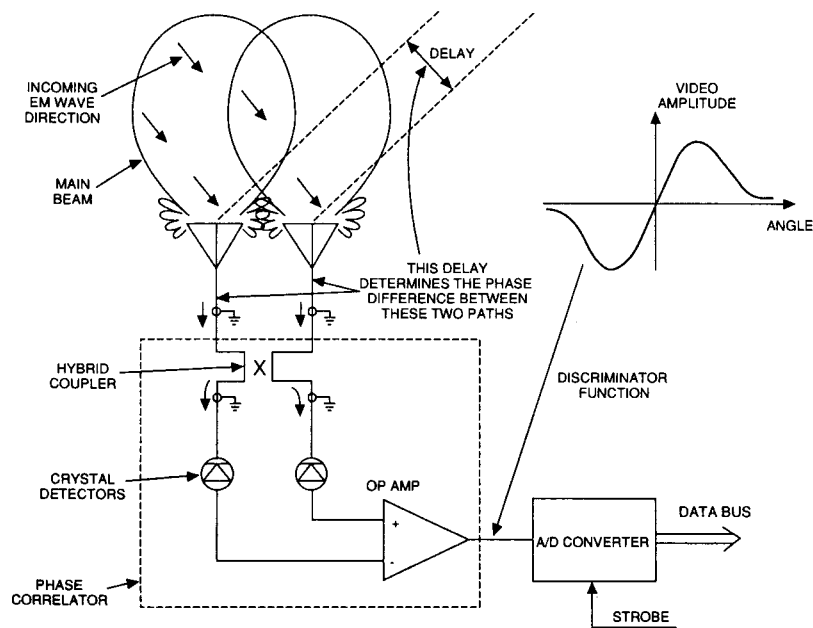 DELAY
INCOMING
EM WAVE
DIRECTION
VIDEO
AMPLITUDE
MAIN
BEAM
ANGLE
THIS DELAY
DETERMINES THE PHASE
DIFFERENCE BETWEEN
THESE TWO PATHS
HYBRID
COUPLER
X
DISCRIMINATOR
FUNCTION
CRYSTAL
DETECTORS
OP AMP
+
-
A/D CONVERTER
DATA BUS
PHASE
CORRELATOR
STROBE